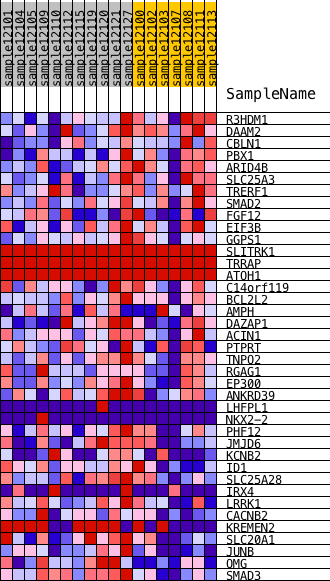 sample12101
sample12104
sample12105
sample12109
sample12112
sample12115
sample12119
sample12120
sample12121
sample12100
sample12102
sample12103
sample12107
sample12108
sample12111
sample12113
SampleName
R3HDM1
DAAM2
CBLN1
PBX1
ARID4B
SLC25A3
TRERF1
SMAD2
FGF12
EIF3B
GGPS1
SLITRK1
TRRAP
ATOH1
C14orf119
BCL2L2
AMPH
DAZAP1
ACIN1
PTPRT
TNPO2
RGAG1
EP300
ANKRD39
LHFPL1
NKX2-2
PHF12
JMJD6
KCNB2
ID1
SLC25A28
IRX4
LRRK1
CACNB2
KREMEN2
SLC20A1
JUNB
OMG
SMAD3